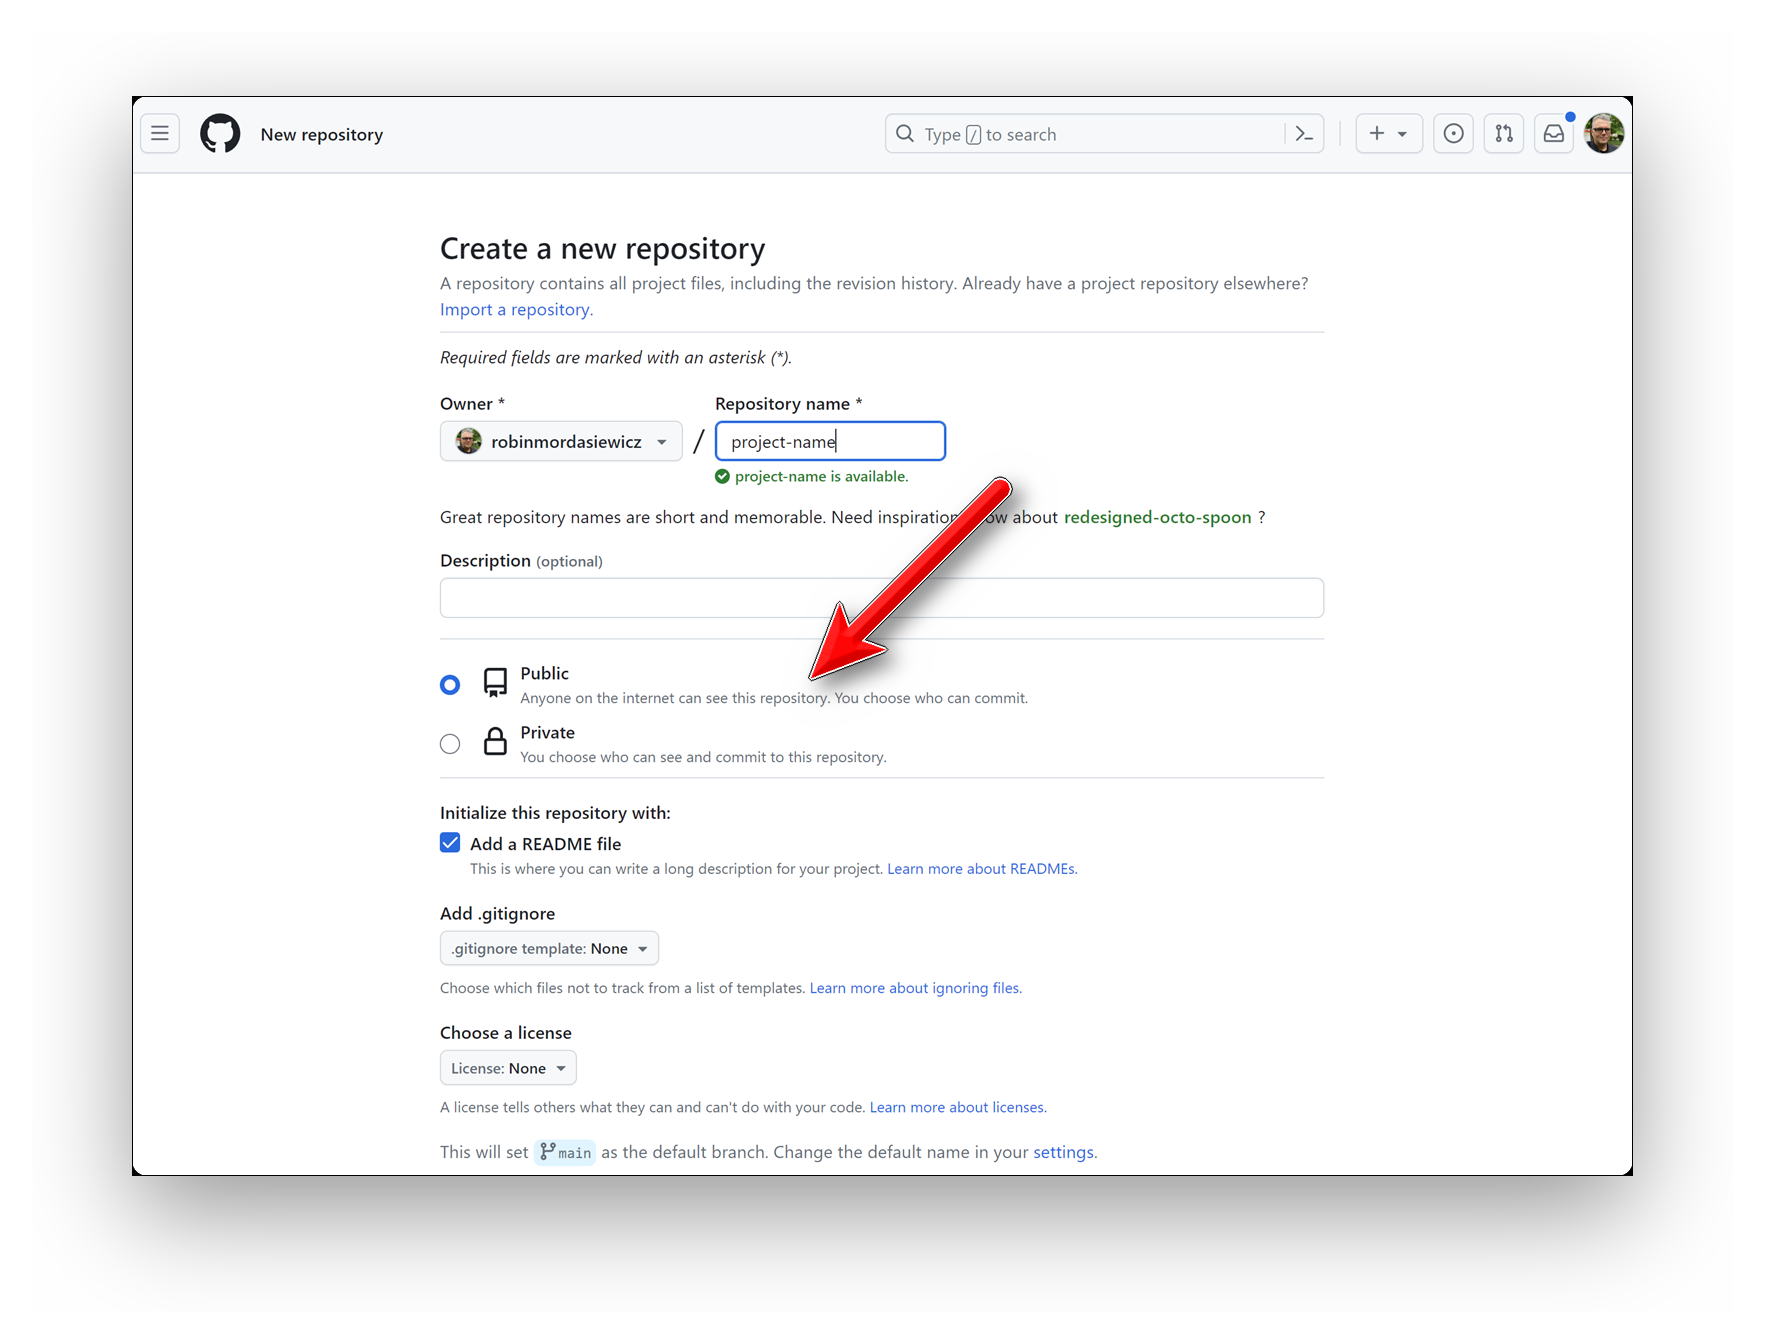 New repository
Type / to search
Create a new repository
A repository contains all project files, including the revision history. Already have a project repository elsewhere?
Import a repository.
Required fields are marked with an asterisk (*).
Owner * Repository name *
robinmordasiewicz / project-name
project-name is available.
Great repository names are short and memorable. Need inspiration ow about redesigned-octo-spoon ?
Description (optional)
Public
Anyone on the internet can see this repository. You choose who can commit.
Private
You choose who can see and commit to this repository.
Initialize this repository with:
Add a README file
This is where you can write a long description for your project. Learn more about READMEs.
Add .gitignore
.gitignore template: None
Choose which files not to track from a list of templates. Learn more about ignoring files.
Choose a license
License: None
A license tells others what they can and can't do with your code. Learn more about licenses.
This will set main as the default branch. Change the default name in your settings.